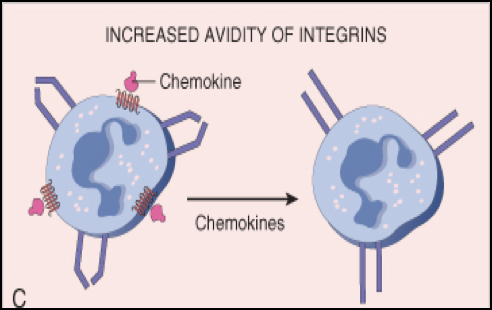 INCREASED AVIDITY OF INTEGRINS
Chemokine
Chemokines
C